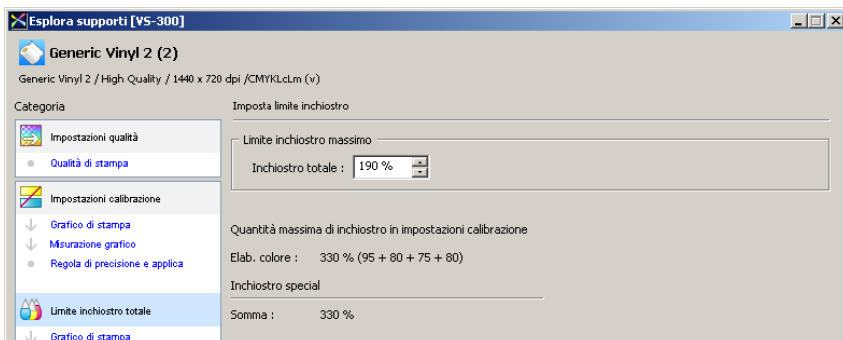 Esplora supporti [VS-300]
Generic Vinyl 2 (2)
Generic Vinyl 2 / High Quality / 1440 x 720 dpi /CMYKLcLm (v)
Categoria
Impostazioni qualità
Qualità di stampa
Impostazioni calibrazione
Grafico di stampa
Misurazione grafico
Regola di precisione e applica
Limite inchiostro totale
Grafico di stampa
Imposta limite inchiostro
Limite inchiostro massimo
Inchiostro totale : 190 %
Quantità massima di inchiostro in impostazioni calibrazione
Elab. colore : 330 % (95 + 80 + 75 + 80)
Inchiostro special
Somma : 330 %